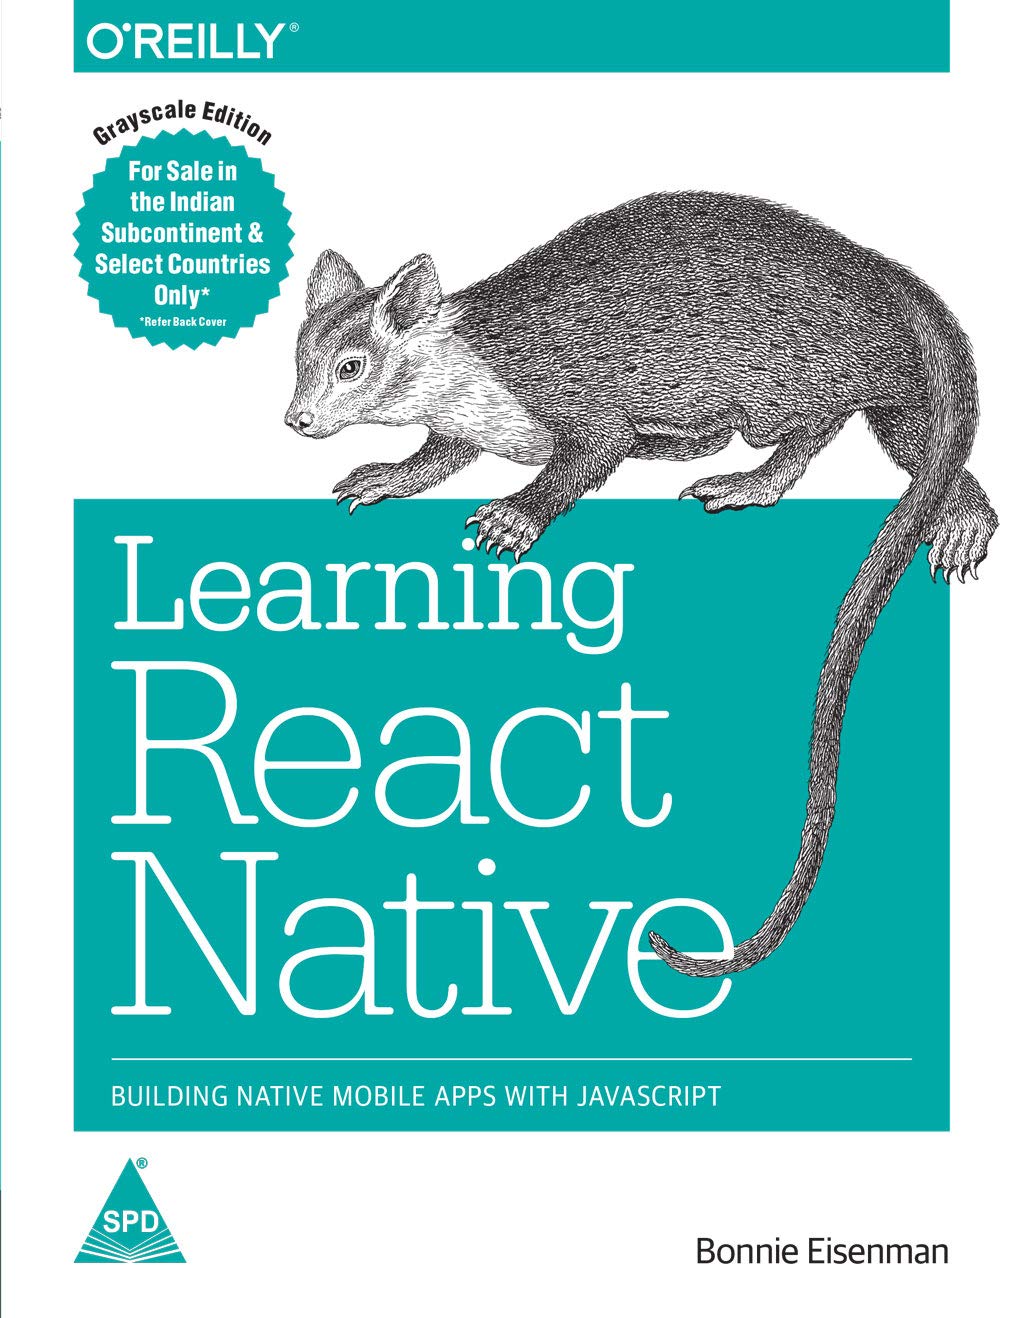 O'REILLY®
Grayscale Edition
For Sale in
the Indian
Subcontinent &
Select Countries
Only*
*Refer Back Cover
Learning
React
Native
BUILDING NATIVE MOBILE APPS WITH JAVASCRIPT
®
SPD
Bonnie Eisenman